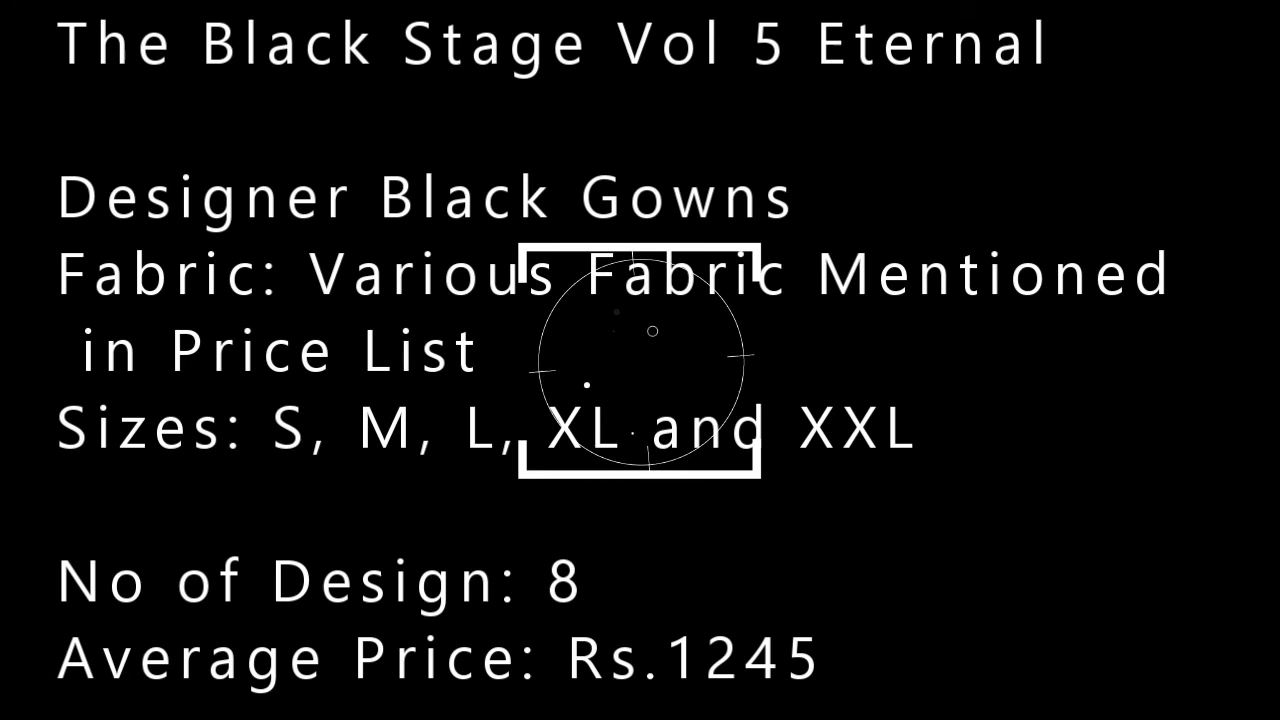 The Black Stage Vol 5 Eternal
Designer Black Gowns
Fabric: Various Fabric Mentioned
in Price List
Sizes: S, M, L, XL and XXL
No of Design: 8
Average Price: Rs.1245